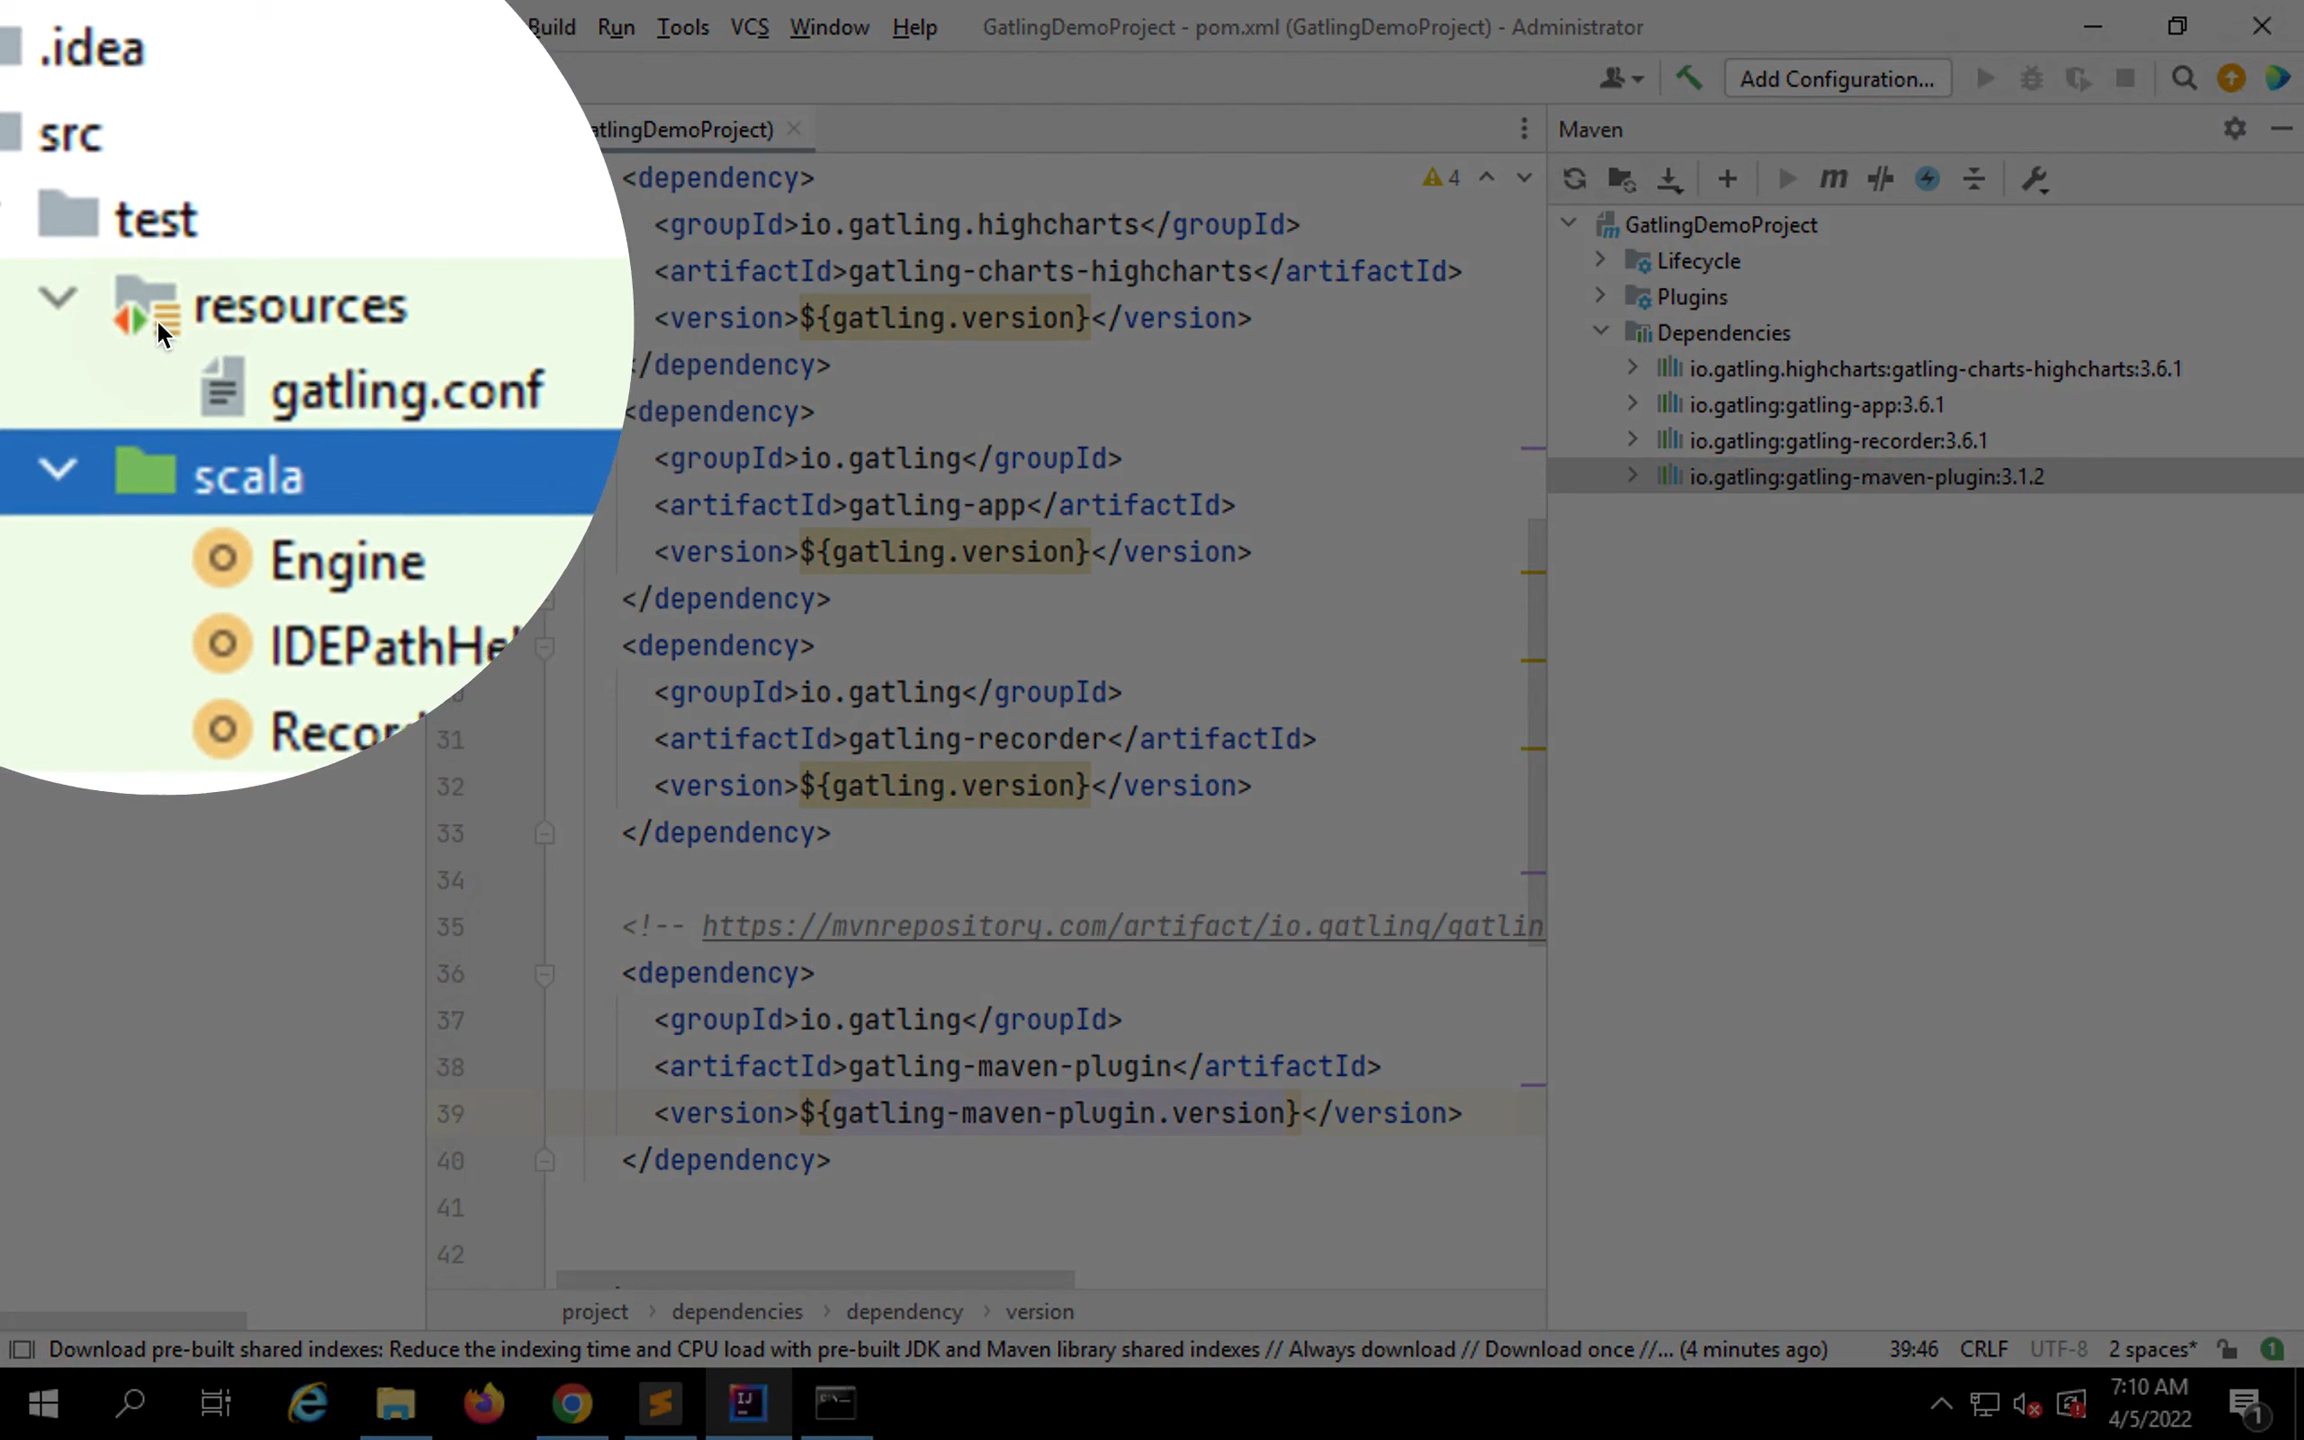 .idea
src
test
resources
gatling.conf
scala
Engine
Build Run Tools VCS Window Help GatlingDemoProject - pom.xml (GatlingDemoProject) - Administrator
Add Configuration...
atlingDemoProject)
<dependency>
<groupId>io.gatling.highcharts</groupId>
<artifactId>gatling-charts-highcharts</artifactId>
<version>${gatling.version}</version>
</dependency>
<dependency>
<groupId>io.gatling</groupId>
<artifactId>gatling-app</artifactId>
<version>${gatling.version}</version>
</dependency>
<dependency>
<groupId>io.gatling</groupId>
31 <artifactId>gatling-recorder</artifactId>
32 <version>${gatling.version}</version>
33 </dependency>
34
35 <!-- https://mvnrepository.com/artifact/io.gatling/gatlin
36 <dependency>
37 <groupId>io.gatling</groupId>
38 <artifactId>gatling-maven-plugin</artifactId>
39 <version>${gatling-maven-plugin.version}</version>
40 </dependency>
41
42
4
project > dependencies > dependency > version
Maven
GatlingDemoProject
Lifecycle
Plugins
Dependencies
io.gatling.highcharts:gatling-charts-highcharts:3.6.1
io.gatling:gatling-app:3.6.1
io.gatling:gatling-recorder:3.6.1
io.gatling:gatling-maven-plugin:3.1.2
Download pre-built shared indexes: Reduce the indexing time and CPU load with pre-built JDK and Maven library shared indexes // Always download // Download once //... (4 minutes ago) 39:46 CRLF UTF-8 2 spaces* 1
7:10 AM
4/5/2022
1